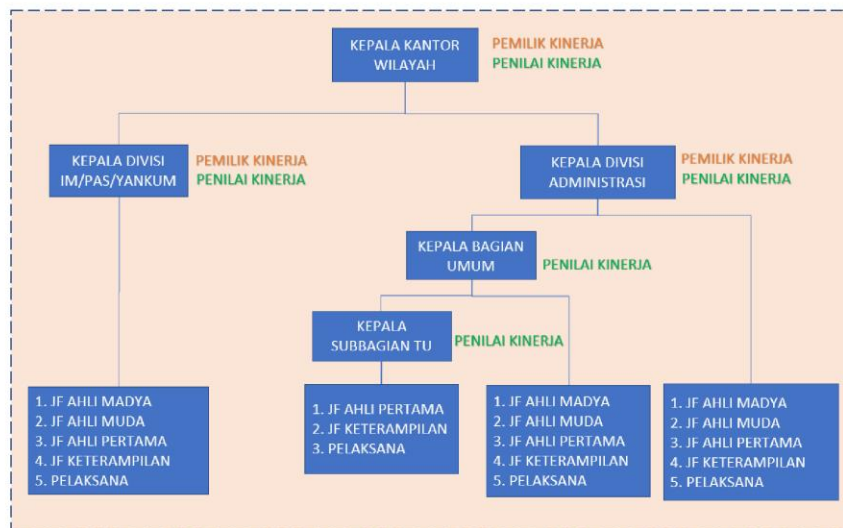 KEPALA KANTOR
WILAYAH
PEMILIK KINERJA
PENILAI KINERJA
KEPALA DIVISI
IM/PAS/YANKUM
PEMILIK KINERJA
PENILAI KINERJA
KEPALA DIVISI
ADMINISTRASI
PEMILIK KINERJA
PENILAI KINERJA
KEPALA BAGIAN
UMUM
PENILAI KINERJA
KEPALA
SUBBAGIAN TU
PENILAI KINERJA
1. JF AHLI MADYA
2. JF AHLI MUDA
3. JF AHLI PERTAMA
4. JF KETERAMPILAN
5. PELAKSANA
1. JF AHLI PERTAMA
2. JF KETERAMPILAN
3. PELAKSANA
1. JF AHLI MADYA
2. JF AHLI MUDA
3. JF AHLI PERTAMA
4. JF KETERAMPILAN
5. PELAKSANA
1. JF AHLI MADYA
2. JF AHLI MUDA
3. JF AHLI PERTAMA
4. JF KETERAMPILAN
5. PELAKSANA